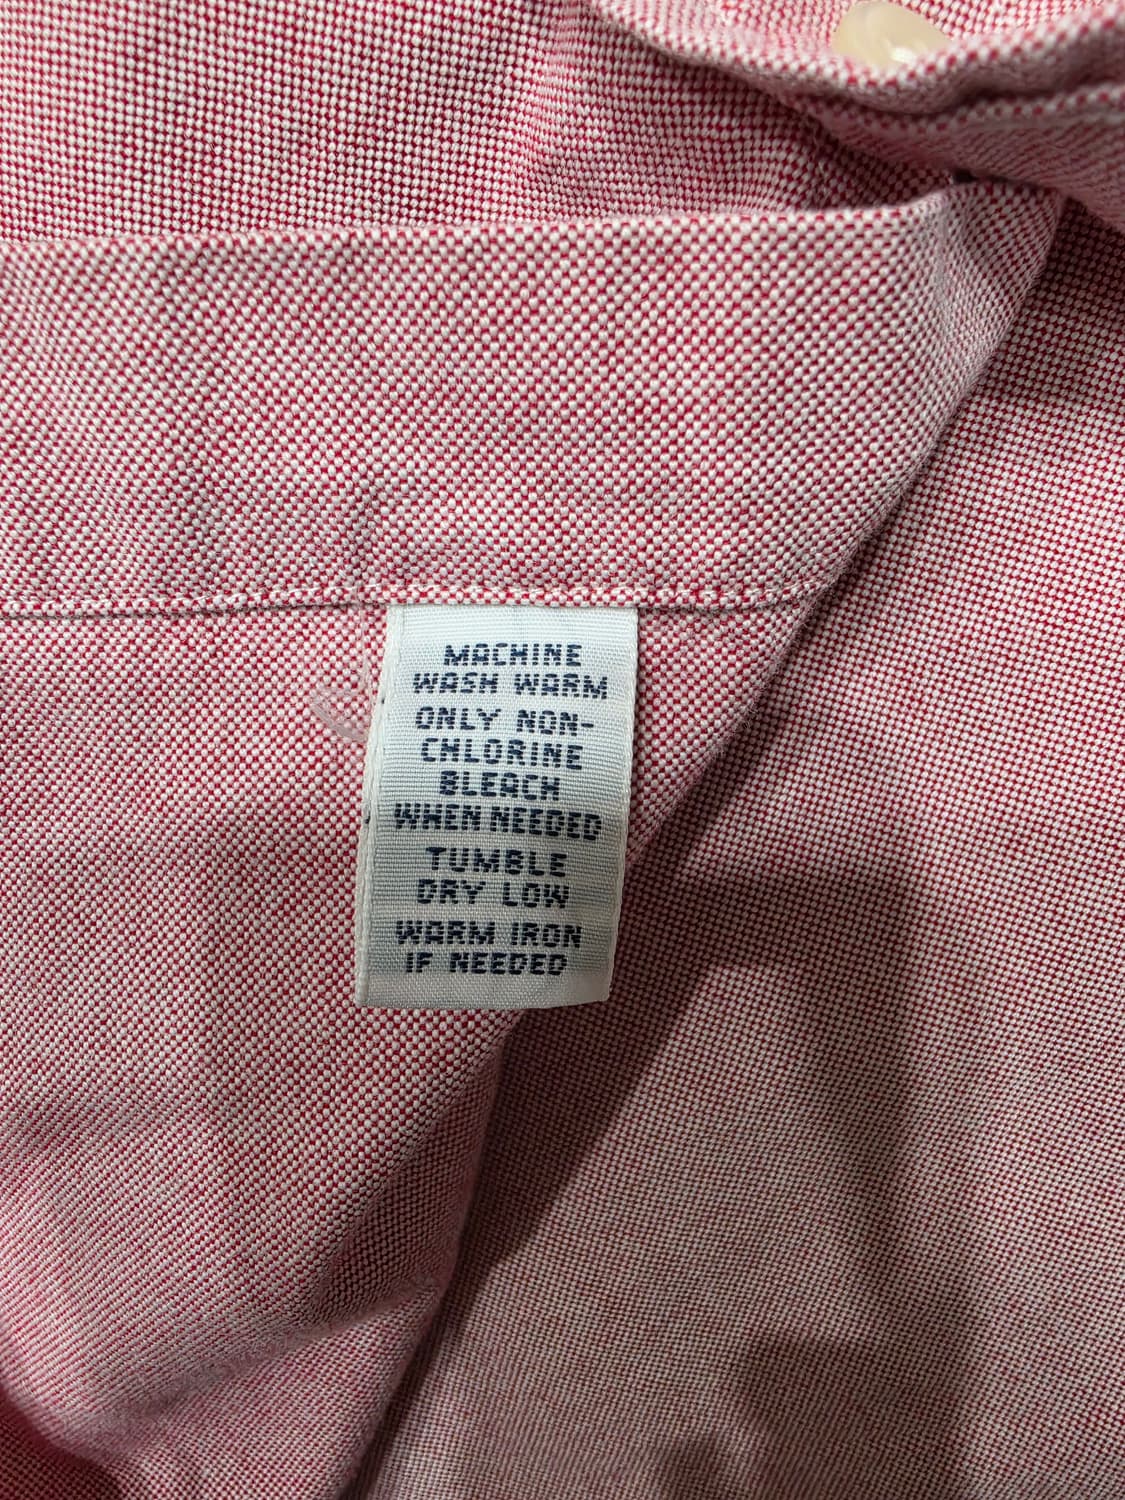 MACHINE
WASH WARM
ONLY NON-
CHLORINE
BLEACH
WHEN NEEDED
TUMBLE
DRY LOW
WARM IRON
IF NEEDED